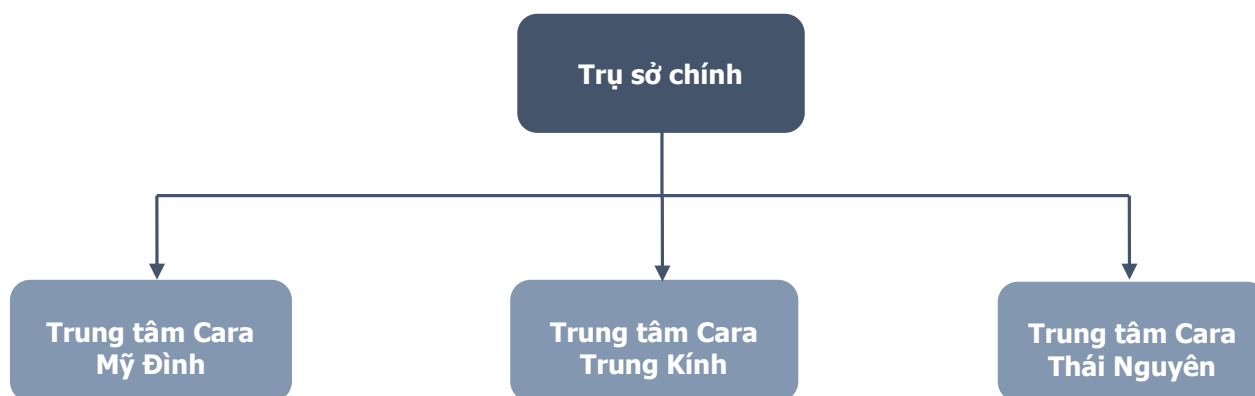 Trụ sở chính
Trung tâm Cara
Mỹ Đình
Trung tâm Cara
Trung Kính
Trung tâm Cara
Thái Nguyên